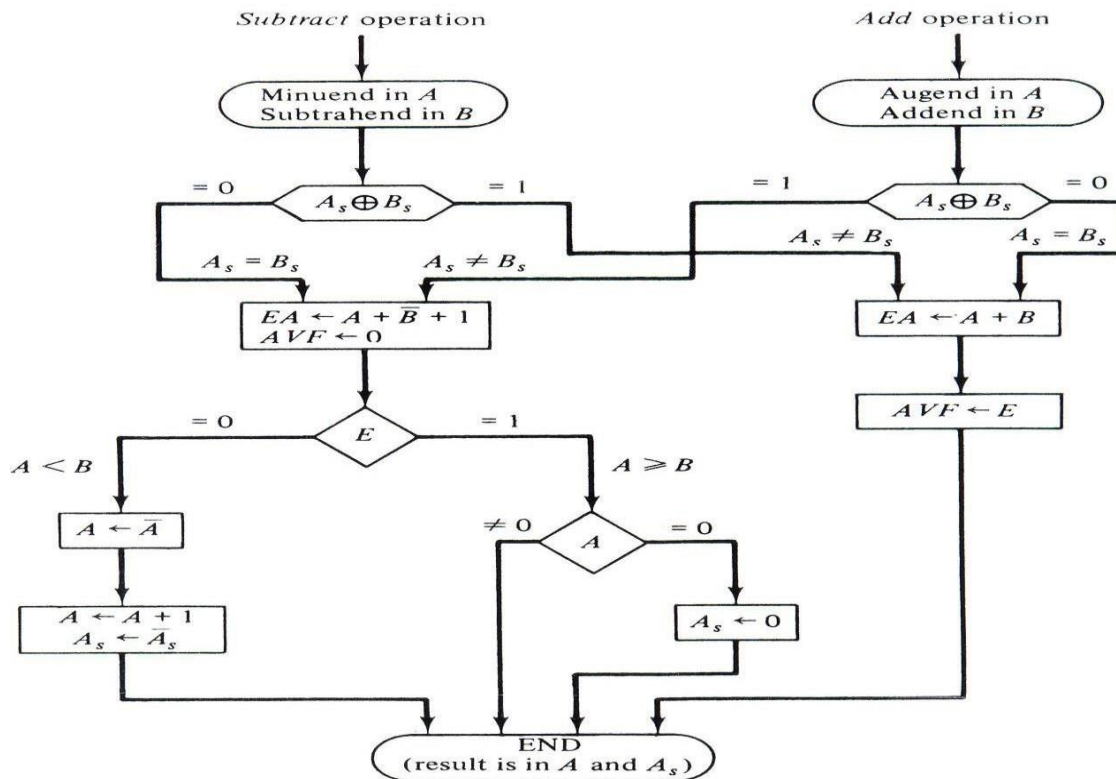 Subtract operation
Add operation
Minuend in A
Subtrahend in B
Augend in A
Addend in B
= 0
A_s ⊕ B_s
= 1
= 1
A_s ⊕ B_s
= 0
A_s = B_s
A_s ≠ B_s
A_s ≠ B_s
A_s = B_s
EA ← A + B̅ + 1
AVF ← 0
EA ← A + B
AVF ← E
= 0
E
= 1
A < B
A ⩾ B
A ← A̅
≠ 0
A
= 0
A ← A + 1
A_s ← A̅_s
A_s ← 0
END
(result is in A and A_s)